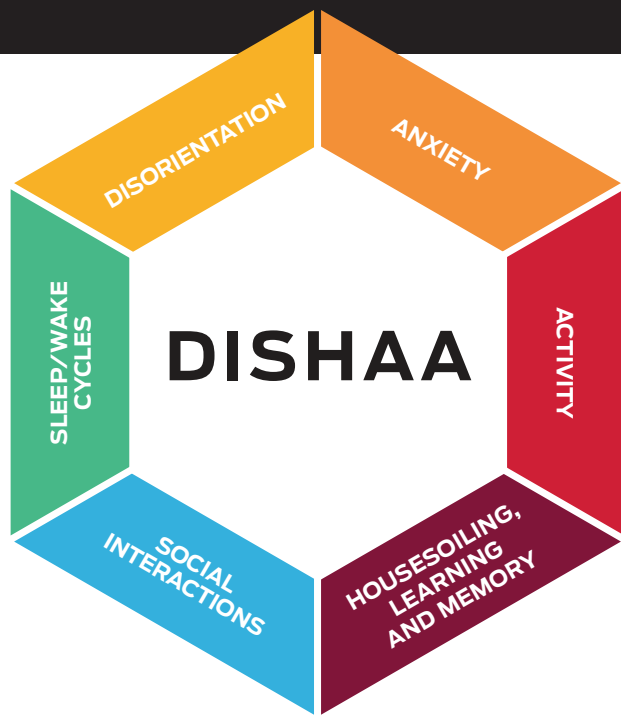 DISORIENTATION
ANXIETY
SLEEP/WAKE
CYCLES
DISHAA
ACTIVITY
SOCIAL
INTERACTIONS
HOUSESOILING,
LEARNING
AND MEMORY